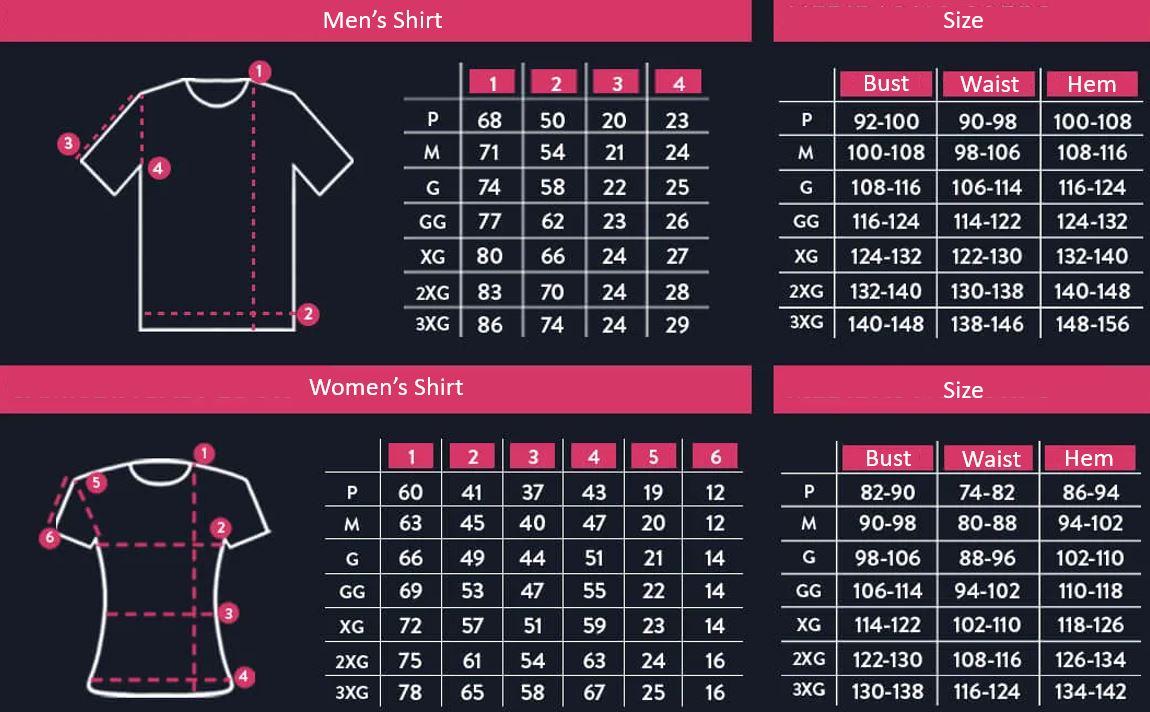 Men’s Shirt
Size
1 2 3 4
1
2
3
4
P 68 50 20 23
M 71 54 21 24
G 74 58 22 25
GG 77 62 23 26
XG 80 66 24 27
2XG 83 70 24 28
3XG 86 74 24 29
Bust Waist Hem
P 92-100 90-98 100-108
M 100-108 98-106 108-116
G 108-116 106-114 116-124
GG 116-124 114-122 124-132
XG 124-132 122-130 132-140
2XG 132-140 130-138 140-148
3XG 140-148 138-146 148-156
Women’s Shirt
Size
1
5
2
6
3
4
1 2 3 4 5 6
P 60 41 37 43 19 12
M 63 45 40 47 20 12
G 66 49 44 51 21 14
GG 69 53 47 55 22 14
XG 72 57 51 59 23 14
2XG 75 61 54 63 24 16
3XG 78 65 58 67 25 16
Bust Waist Hem
P 82-90 74-82 86-94
M 90-98 80-88 94-102
G 98-106 88-96 102-110
GG 106-114 94-102 110-118
XG 114-122 102-110 118-126
2XG 122-130 108-116 126-134
3XG 130-138 116-124 134-142